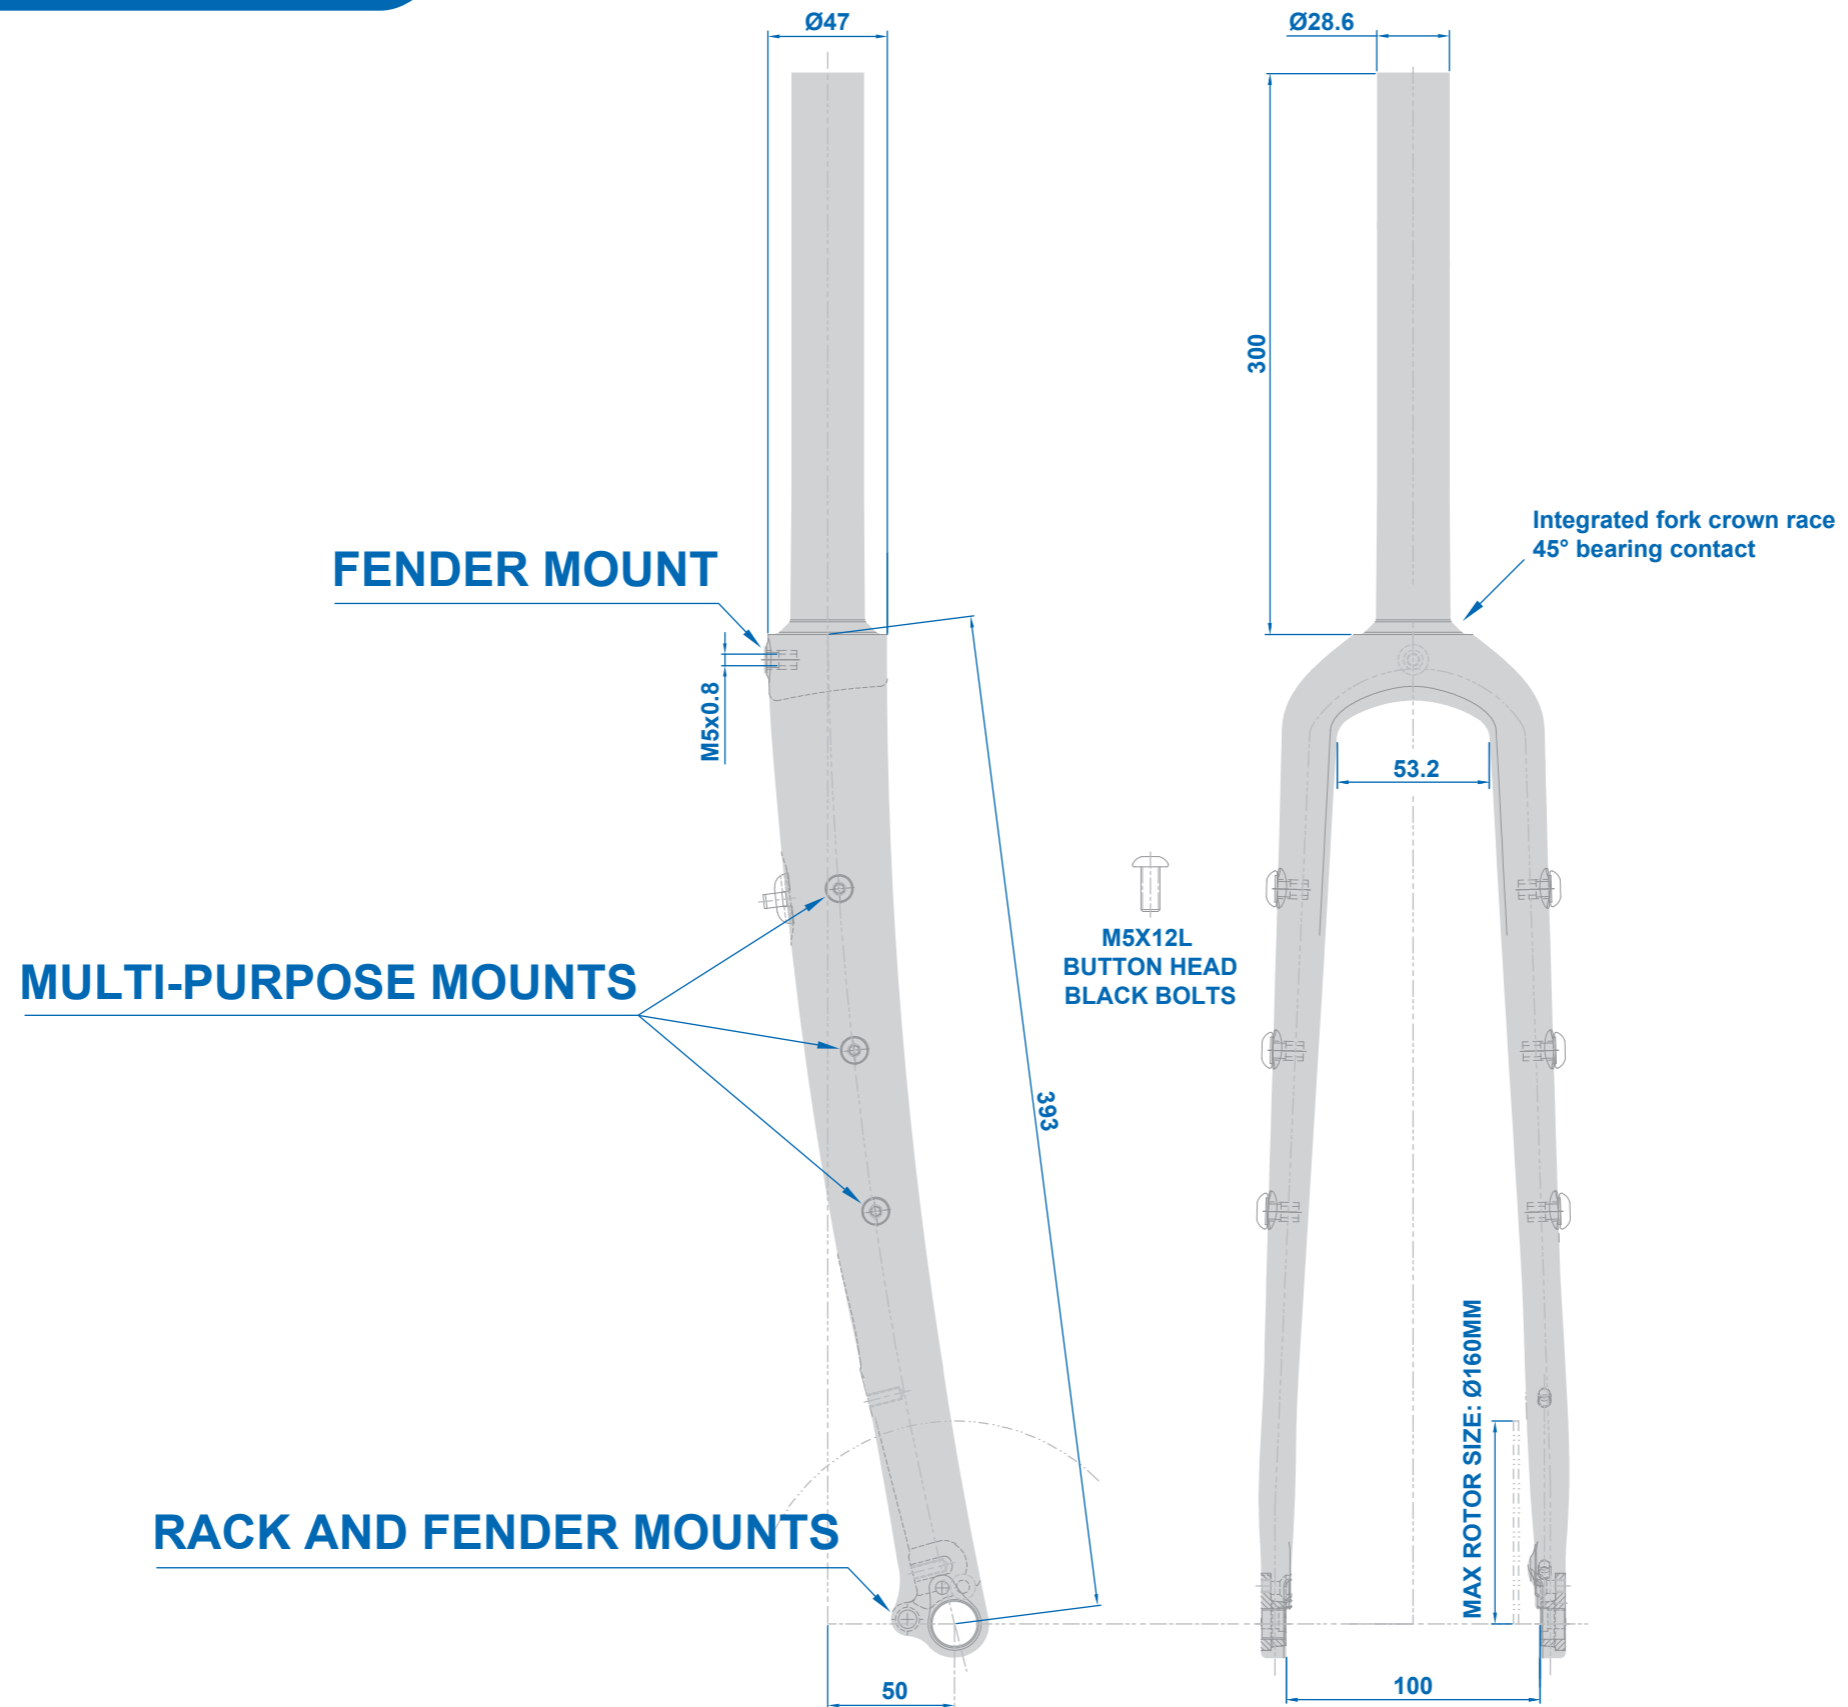 Ø47
Ø28.6
300
Integrated fork crown race
45° bearing contact
FENDER MOUNT
M5x0.8
53.2
M5X12L
BUTTON HEAD
BLACK BOLTS
MULTI-PURPOSE MOUNTS
393
MAX ROTOR SIZE: Ø160MM
RACK AND FENDER MOUNTS
50
100